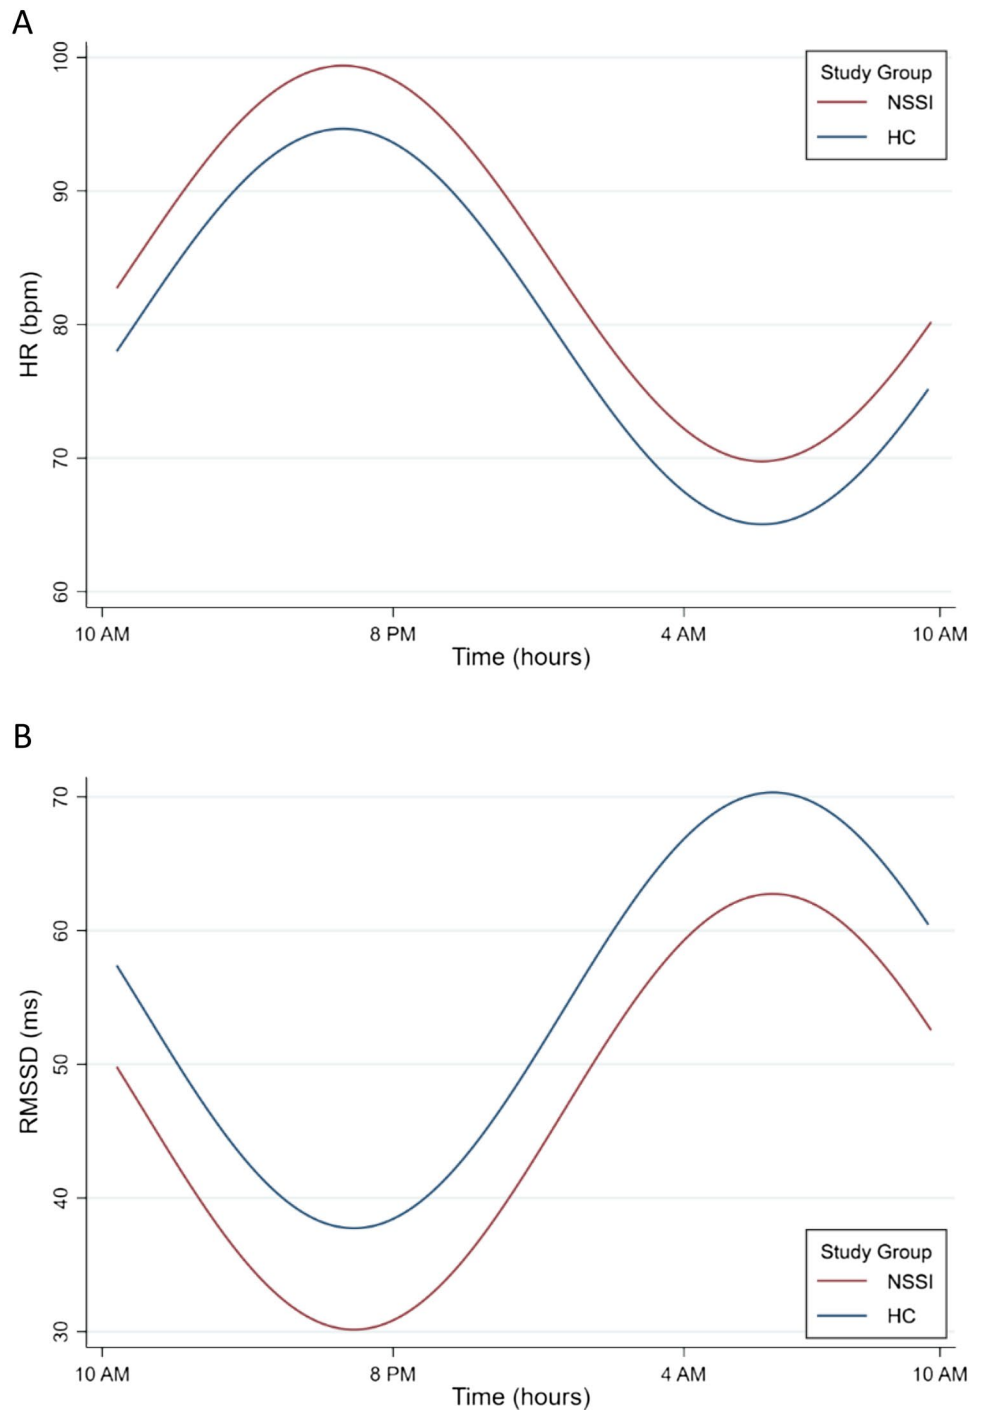 A
Study Group
NSSI
HC
100
90
80
70
60
HR (bpm)
10 AM 8 PM 4 AM 10 AM
Time (hours)
B
70
60
50
40
30
RMSSD (ms)
Study Group
NSSI
HC
10 AM 8 PM 4 AM 10 AM
Time (hours)